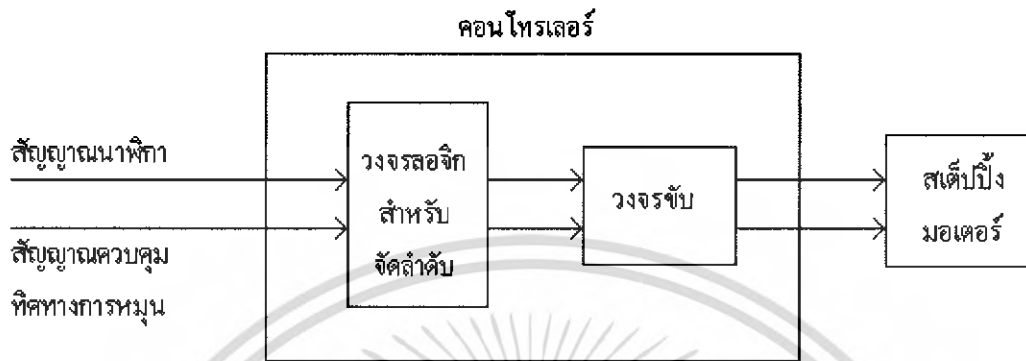 คอนโทรเลอร์
สัญญาณนาฬิกา
สัญญาณควบคุม
ทิศทางการหมุน
วงจรลอจิก
สำหรับ
จัดลำดับ
วงจรขับ
สเต็ปปิ้ง
มอเตอร์